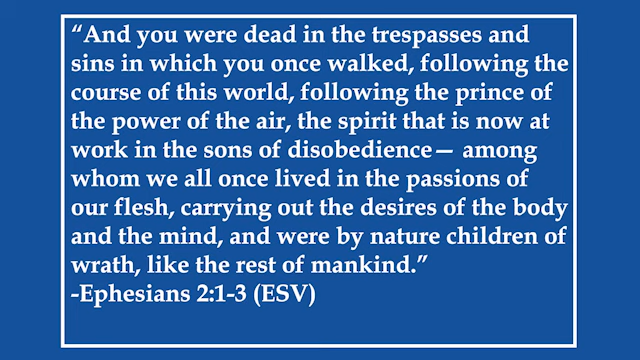 “And you were dead in the trespasses and
sins in which you once walked, following the
course of this world, following the prince of
the power of the air, the spirit that is now at
work in the sons of disobedience— among
whom we all once lived in the passions of
our flesh, carrying out the desires of the body
and the mind, and were by nature children of
wrath, like the rest of mankind.”
-Ephesians 2:1-3 (ESV)